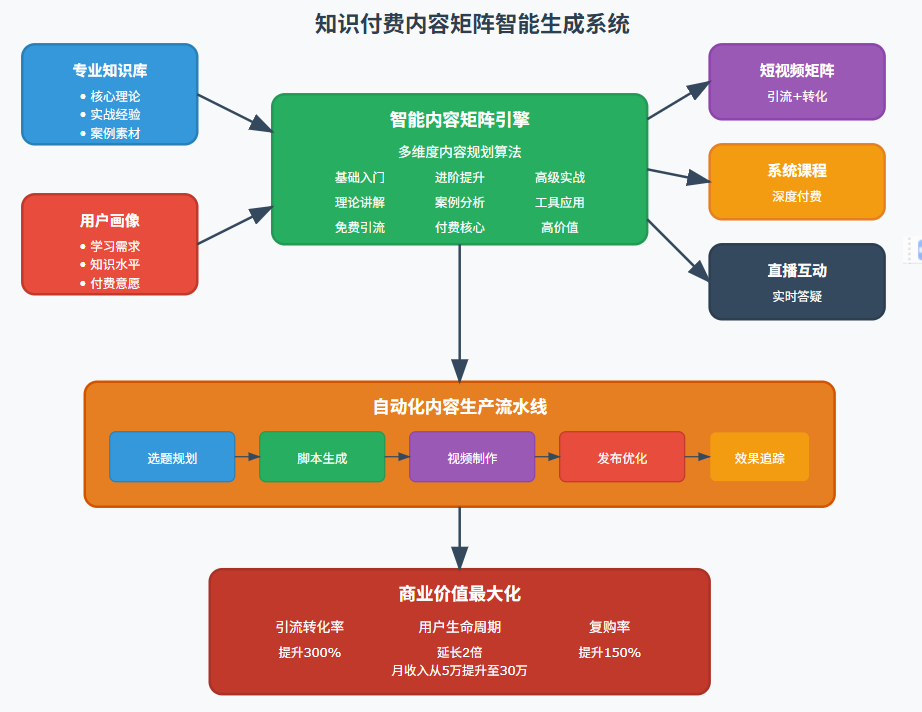 知识付费内容矩阵智能生成系统
专业知识库
• 核心理论
• 实战经验
• 案例素材
用户画像
• 学习需求
• 知识水平
• 付费意愿
智能内容矩阵引擎
多维度内容规划算法
基础入门 进阶提升 高级实战
理论讲解 案例分析 工具应用
免费引流 付费核心 高价值
短视频矩阵
引流+转化
系统课程
深度付费
直播互动
实时答疑
自动化内容生产流水线
选题规划 脚本生成 视频制作 发布优化 效果追踪
商业价值最大化
引流转化率 用户生命周期 复购率
提升300% 延长2倍 提升150%
月收入从5万提升至30万